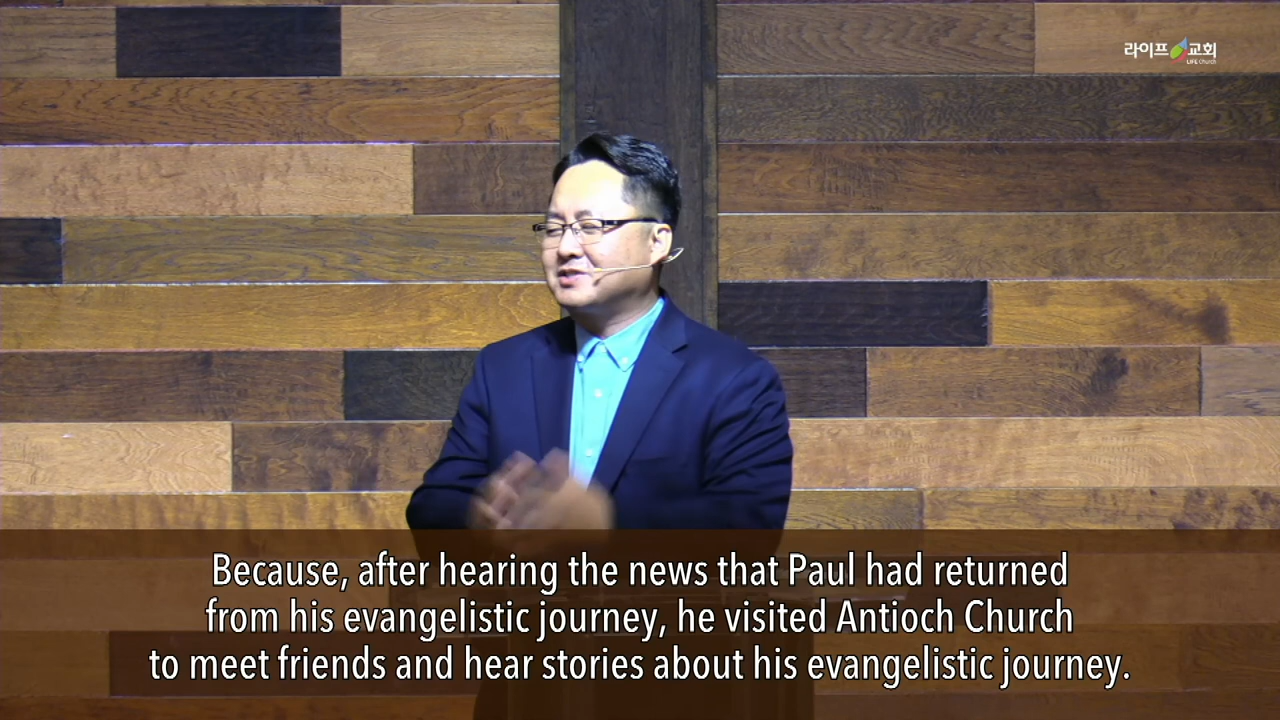 라이프 교회
LIFE Church
Because, after hearing the news that Paul had returned
from his evangelistic journey, he visited Antioch Church
to meet friends and hear stories about his evangelistic journey.